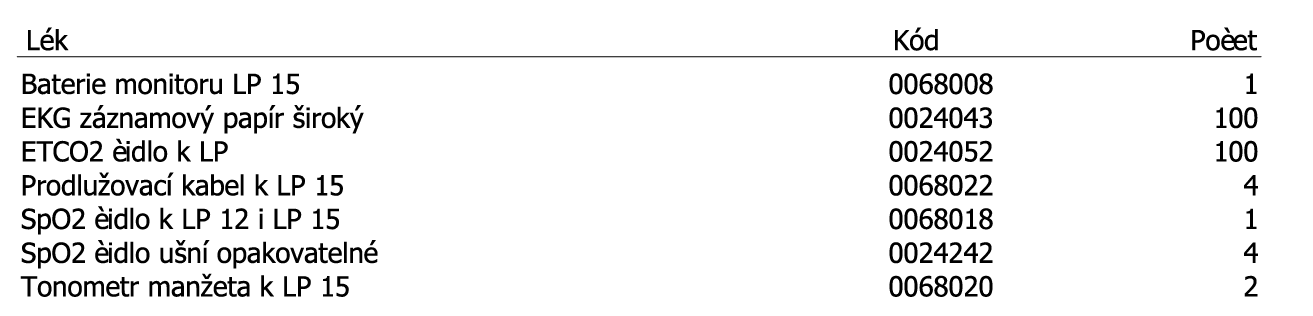 Lék Kód Poèet
Baterie monitoru LP 15 0068008 1
EKG záznamový papír široký 0024043 100
ETCO2 èidlo k LP 0024052 100
Prodlužovací kabel k LP 15 0068022 4
SpO2 èidlo k LP 12 i LP 15 0068018 1
SpO2 èidlo ušní opakovatelné 0024242 4
Tonometr manžeta k LP 15 0068020 2